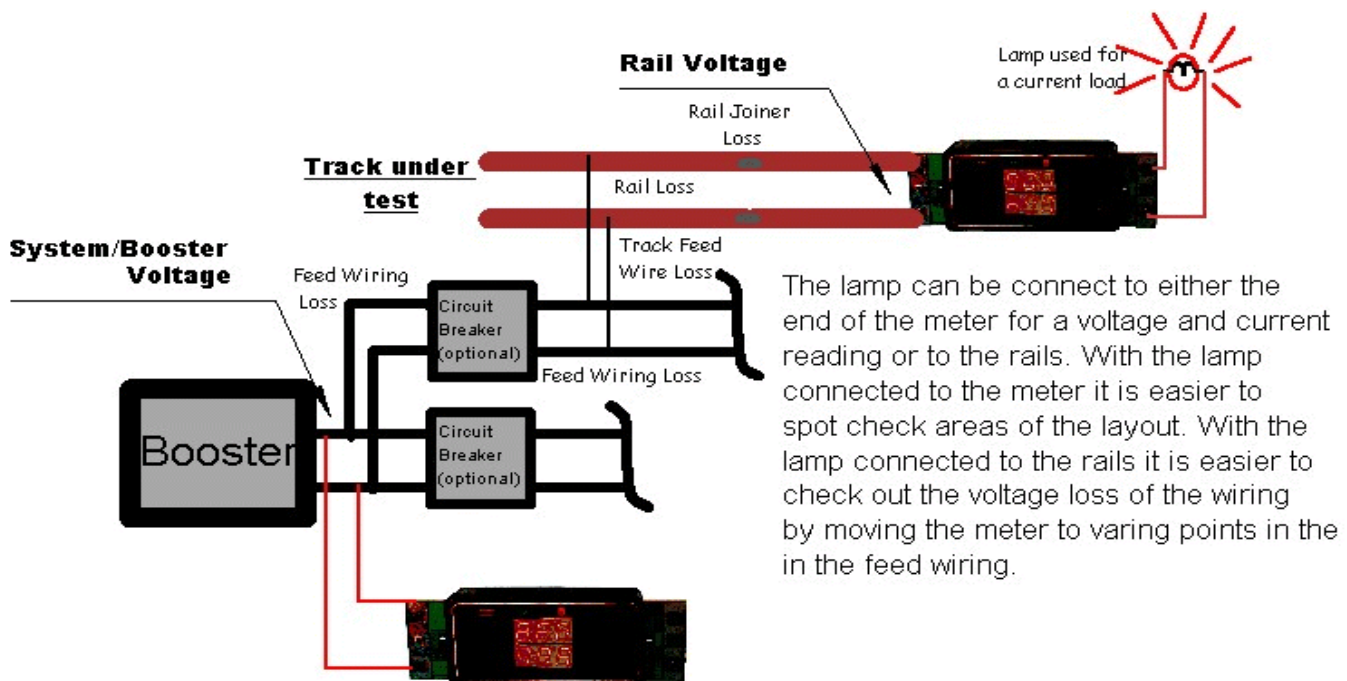 Rail Voltage
Lamp used for
a current load
Rail Joiner
Loss
Track under
test
Rail Loss
System/Booster
Voltage
Track Feed
Wire Loss
Feed Wiring
Loss
Circuit
Breaker
(optional)
Feed Wiring Loss
Booster
Circuit
Breaker
(optional)
The lamp can be connect to either the
end of the meter for a voltage and current
reading or to the rails. With the lamp
connected to the meter it is easier to
spot check areas of the layout. With the
lamp connected to the rails it is easier to
check out the voltage loss of the wiring
by moving the meter to varing points in the
in the feed wiring.